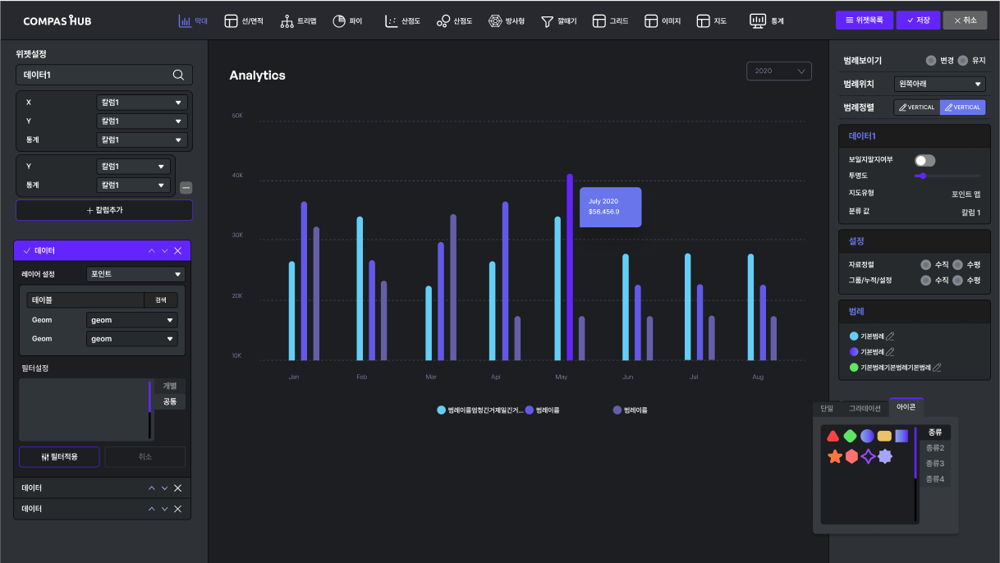 COMPAS HUB
막대
선/면적
트리맵
파이
산점도
산점도
방사형
깔때기
그리드
이미지
지도
통계
위젯목록
저장
취소
위젯설정
데이터1
X 칼럼1
Y 칼럼1
통계 칼럼1
Y 칼럼1
통계 칼럼1
칼럼추가
데이터
레이어 설정 포인트
테이블 검색
Geom geom
Geom geom
필터설정
개별
공통
필터적용
취소
데이터
데이터
Analytics
2020
50K
40K
30K
20K
10K
July 2020
$56.456.9
Jan
Feb
Mar
Api
May
Jun
Jul
Aug
범례이름엄청긴거제일긴거...
범례이름
범례이름
범례보이기 변경 유지
범례위치 왼쪽아래
범례정렬 VERTICAL VERTICAL
데이터1
보일지말지여부
투명도
지도유형 포인트 맵
분류 값 칼럼 1
설정
자료정렬 수직 수평
그룹/누적/설정 수직 수평
범례
기본범례
기본범례
기본범례기본범례기본범례
단일
그라데이션
아이콘
종류
종류2
종류3
종류4